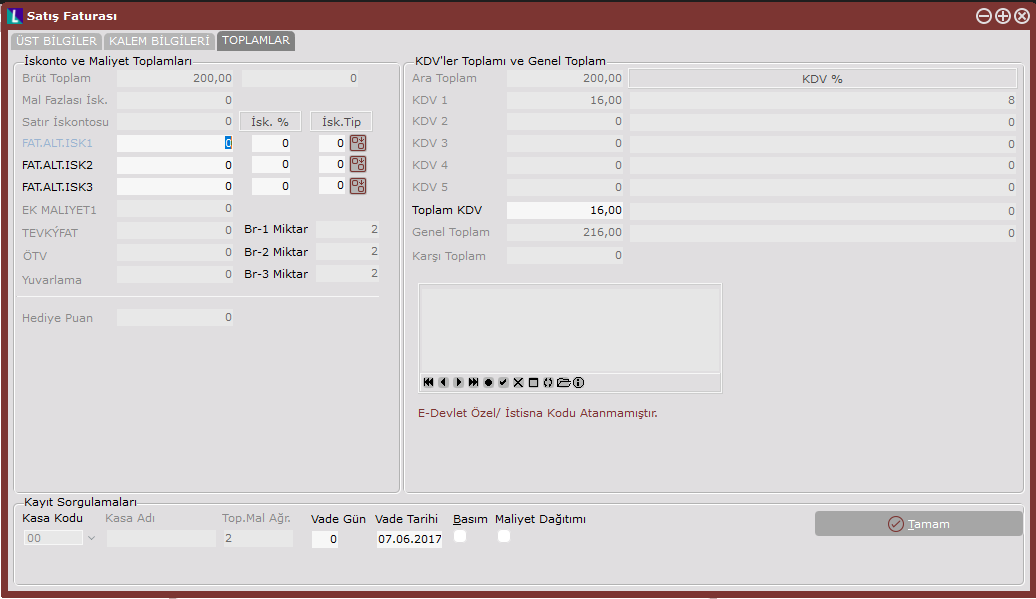 Satış Faturası
ÜST BİLGİLER KALEM BİLGİLERİ TOPLAMLAR
İskonto ve Maliyet Toplamları
Brüt Toplam 200,00 0
Mal Fazlası İsk. 0
Satır İskontosu 0 İsk. % İsk.Tip
FAT.ALT.ISK1 0 0 0
FAT.ALT.ISK2 0 0 0
FAT.ALT.ISK3 0 0 0
EK MALIYET1 0
TEVKÝFAT 0 Br-1 Miktar 2
ÖTV 0 Br-2 Miktar 2
Yuvarlama 0 Br-3 Miktar 2
Hediye Puan 0
KDV'ler Toplamı ve Genel Toplam
Ara Toplam 200,00 KDV %
KDV 1 16,00 8
KDV 2 0 0
KDV 3 0 0
KDV 4 0 0
KDV 5 0 0
Toplam KDV 16,00 0
Genel Toplam 216,00 0
Karşı Toplam 0
E-Devlet Özel/ İstisna Kodu Atanmamıştır.
Kayıt Sorgulamaları
Kasa Kodu Kasa Adı Top.Mal Ağr. Vade Gün Vade Tarihi Basım Maliyet Dağıtımı
00 2 0 07.06.2017
Tamam